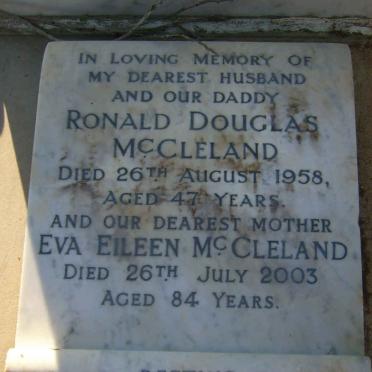 In Loving Memory of
my dearest husband
and our daddy
Ronald Douglas
McCleland
Died 26th August 1958,
Aged 47 years.
and our dearest mother
Eva Eileen McCleland
Died 26th July 2003
Aged 84 Years.